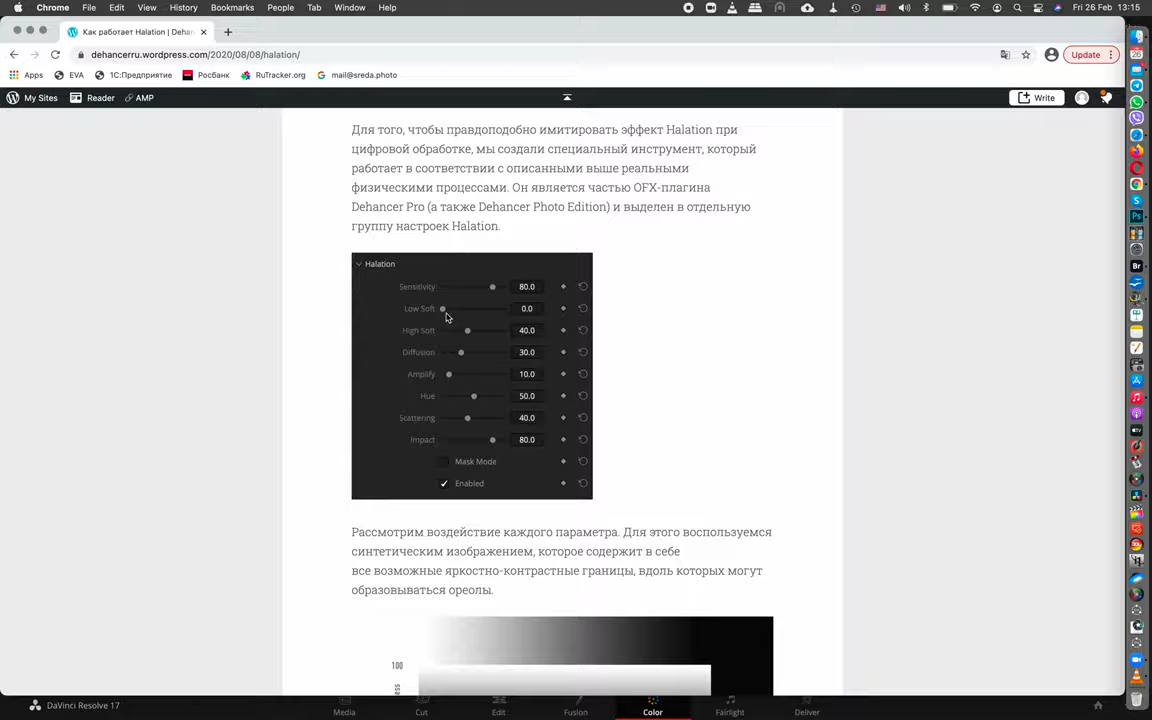 Chrome File Edit View History Bookmarks People Tab Window Help
Fri 26 Feb 13:15
Как работает Halation | Dehan
dehancerru.wordpress.com/2020/08/08/halation/
Update
Apps EVA 1С:Предприятие Росбанк RuTracker.org mail@sreda.photo
My Sites Reader AMP
Write
Для того, чтобы правдоподобно имитировать эффект Halation при
цифровой обработке, мы создали специальный инструмент, который
работает в соответствии с описанными выше реальными
физическими процессами. Он является частью OFX-плагина
Dehancer Pro (а также Dehancer Photo Edition) и выделен в отдельную
группу настроек Halation.
Halation
Sensitivity 80.0
Low Soft 0.0
High Soft 40.0
Diffusion 30.0
Amplify 10.0
Hue 50.0
Scattering 40.0
Impact 80.0
Mask Mode
Enabled
Рассмотрим воздействие каждого параметра. Для этого воспользуемся
синтетическим изображением, которое содержит в себе
все возможные яркостно-контрастные границы, вдоль которых могут
образовываться ореолы.
100
DaVinci Resolve 17
Media Cut Edit Fusion Color Fairlight Deliver